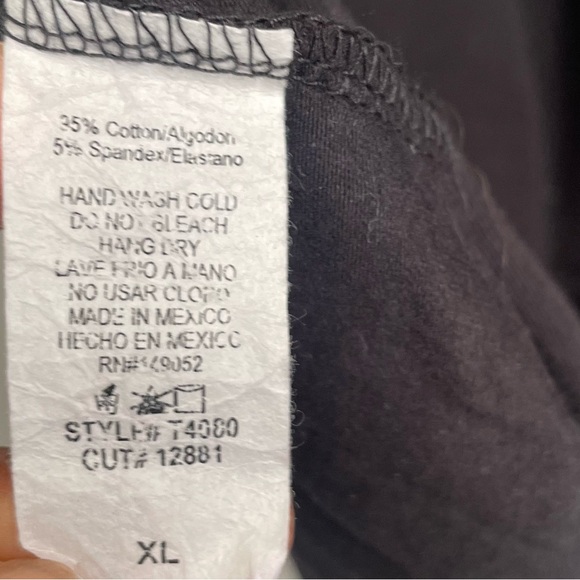 95% Cotton/Algodon
5% Spandex/Elastano
HAND WASH COLD
DO NOT BLEACH
HANG DRY
LAVE FRIO A MANO
NO USAR CLORO
MADE IN MEXICO
HECHO EN MEXICO
RN#149052
STYLE# T4080
CUT# 12881
XL